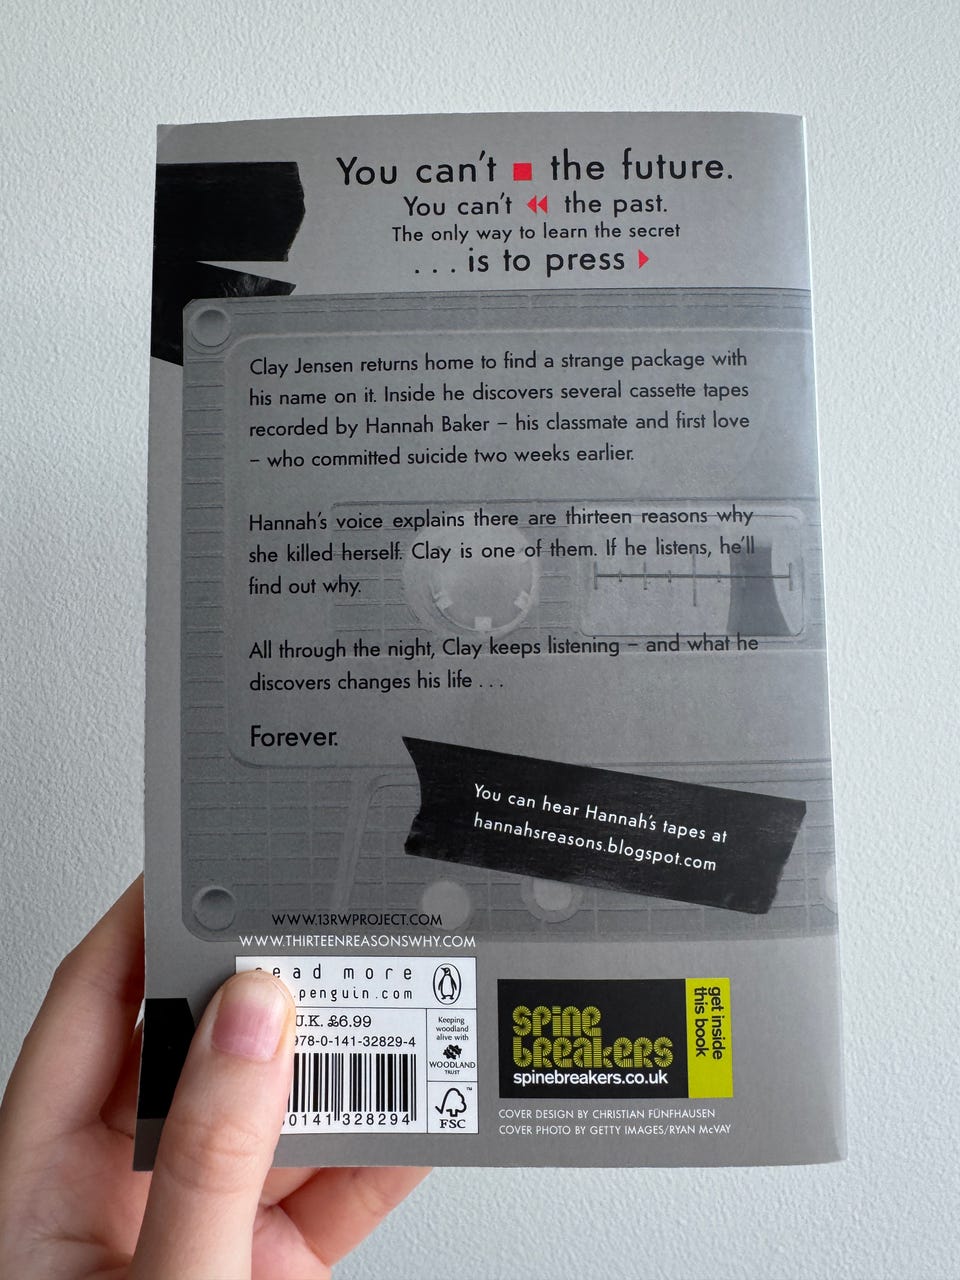 You can't ■ the future.
You can't ◀◀ the past.
The only way to learn the secret
. . . is to press ▶
Clay Jensen returns home to find a strange package with
his name on it. Inside he discovers several cassette tapes
recorded by Hannah Baker – his classmate and first love
– who committed suicide two weeks earlier.
Hannah's voice explains there are thirteen reasons why
she killed herself. Clay is one of them. If he listens, he'll
find out why.
All through the night, Clay keeps listening – and what he
discovers changes his life . . .
Forever.
You can hear Hannah's tapes at
hannahsreasons.blogspot.com
WWW.13RWPROJECT.COM
WWW.THIRTEENREASONSWHY.COM
read more
.penguin.com
U.K. £6.99
978-0-141-32829-4
Keeping
woodland
alive with
WOODLAND
TRUST
™
FSC
spine
breakers
spinebreakers.co.uk
get inside
this book
COVER DESIGN BY CHRISTIAN FÜNFHAUSEN
COVER PHOTO BY GETTY IMAGES/RYAN McVAY